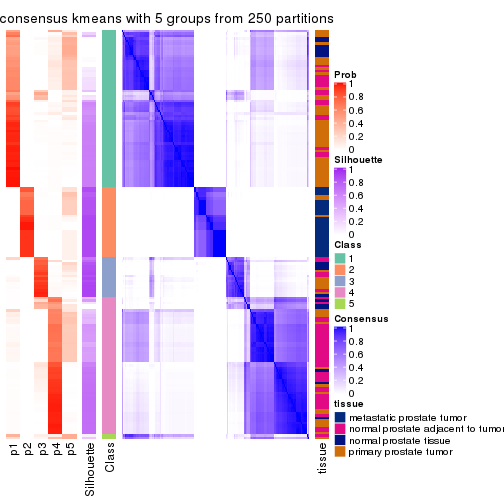 consensus kmeans with 5 groups from 250 partitions
Prob
1
0.8
0.6
0.4
0.2
0
Silhouette
1
0.8
0.6
0.4
0.2
0
Class
1
2
3
4
5
Consensus
1
0.8
0.6
0.4
0.2
0
tissue
metastatic prostate tumor
normal prostate adjacent to tumor
normal prostate tissue
primary prostate tumor
p1
p2
p3
p4
p5
Silhouette
Class
tissue